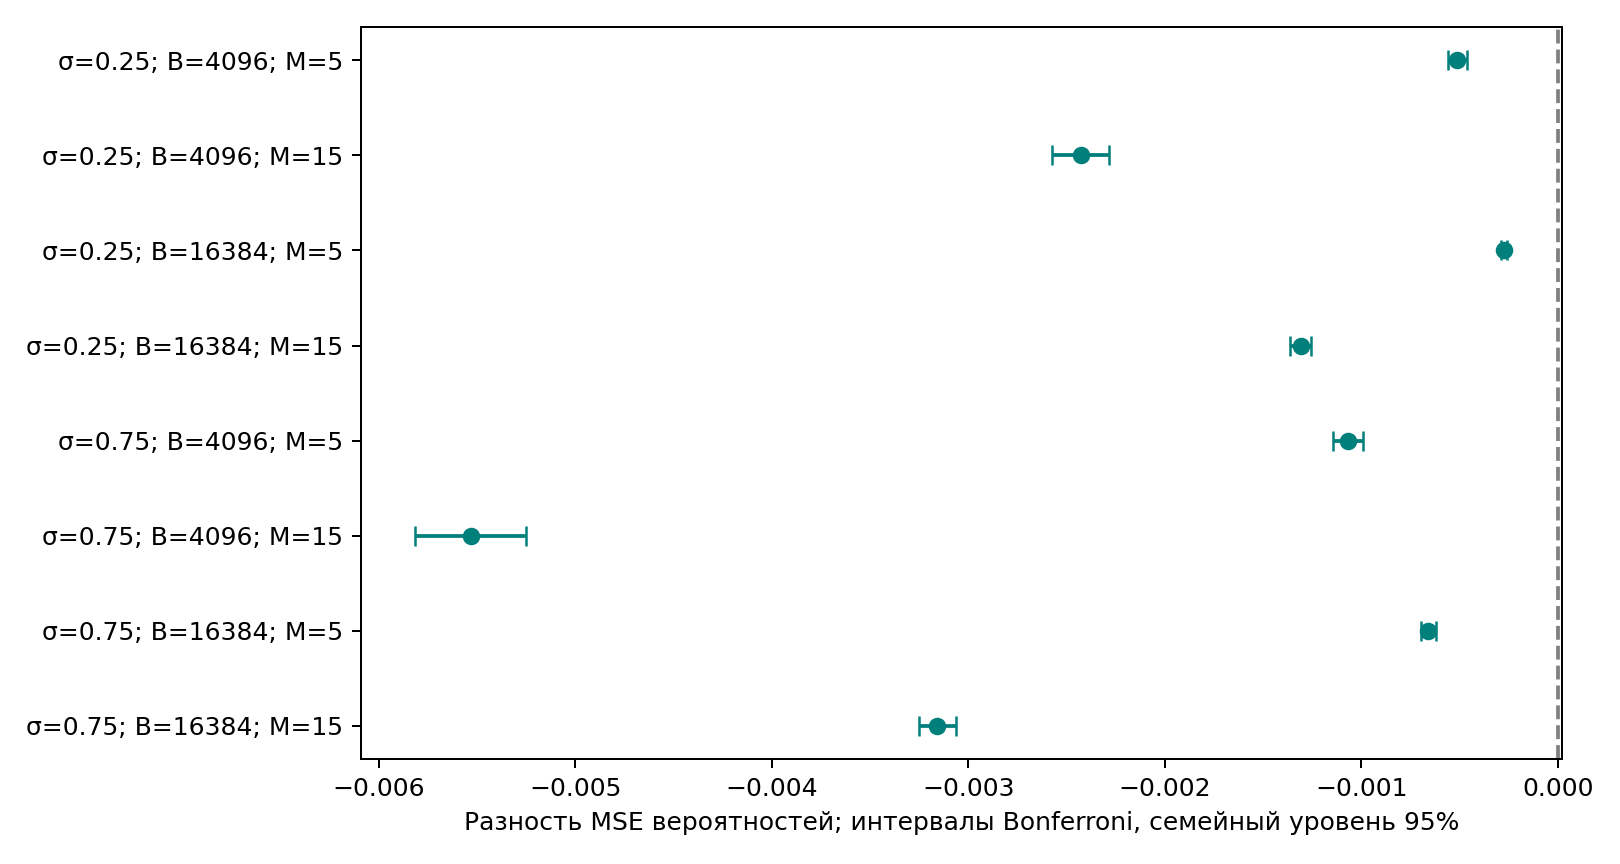 σ=0.25; B=4096; M=5
σ=0.25; B=4096; M=15
σ=0.25; B=16384; M=5
σ=0.25; B=16384; M=15
σ=0.75; B=4096; M=5
σ=0.75; B=4096; M=15
σ=0.75; B=16384; M=5
σ=0.75; B=16384; M=15
−0.006 −0.005 −0.004 −0.003 −0.002 −0.001 0.000
Разность MSE вероятностей; интервалы Bonferroni, семейный уровень 95%